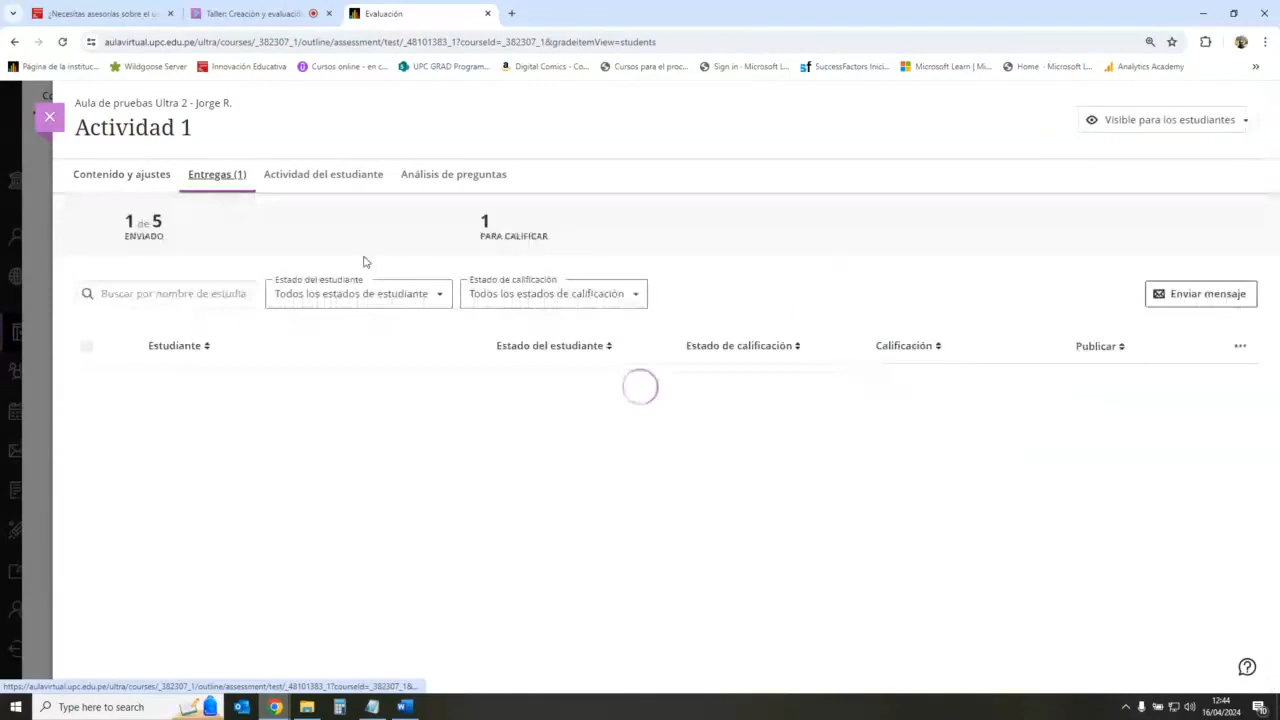 ¿Necesitas asesorías sobre el u
Taller: Creación y evaluación
Evaluación
aulavirtual.upc.edu.pe/ultra/courses/_382307_1/outline/assessment/test/_48101383_1?courseId=_382307_1&gradeitemView=students
Página de la instituc... Wildgoose Server Innovación Educativa Cursos online - en c... UPC GRAD Program... Digital Comics - Co... Cursos para el proc... Sign in - Microsoft l... SuccessFactors Inici... Microsoft Learn | Mi... Home - Microsoft L... Analytics Academy »
Aula de pruebas Ultra 2 - Jorge R.
Actividad 1
Visible para los estudiantes
Contenido y ajustes Entregas (1) Actividad del estudiante Análisis de preguntas
1 de 5
ENVIADO
1
PARA CALIFICAR
Buscar por nombre de estudia
Estado del estudiante
Todos los estados de estudiante
Estado de calificación
Todos los estados de calificación
Enviar mensaje
Estudiante Estado del estudiante Estado de calificación Calificación Publicar
https://aulavirtual.upc.edu.pe/ultra/courses/_382307_1/outline/assessment/test/_48101383_1?courseId=_382307_1&...
Type here to search
12:44
16/04/2024
10